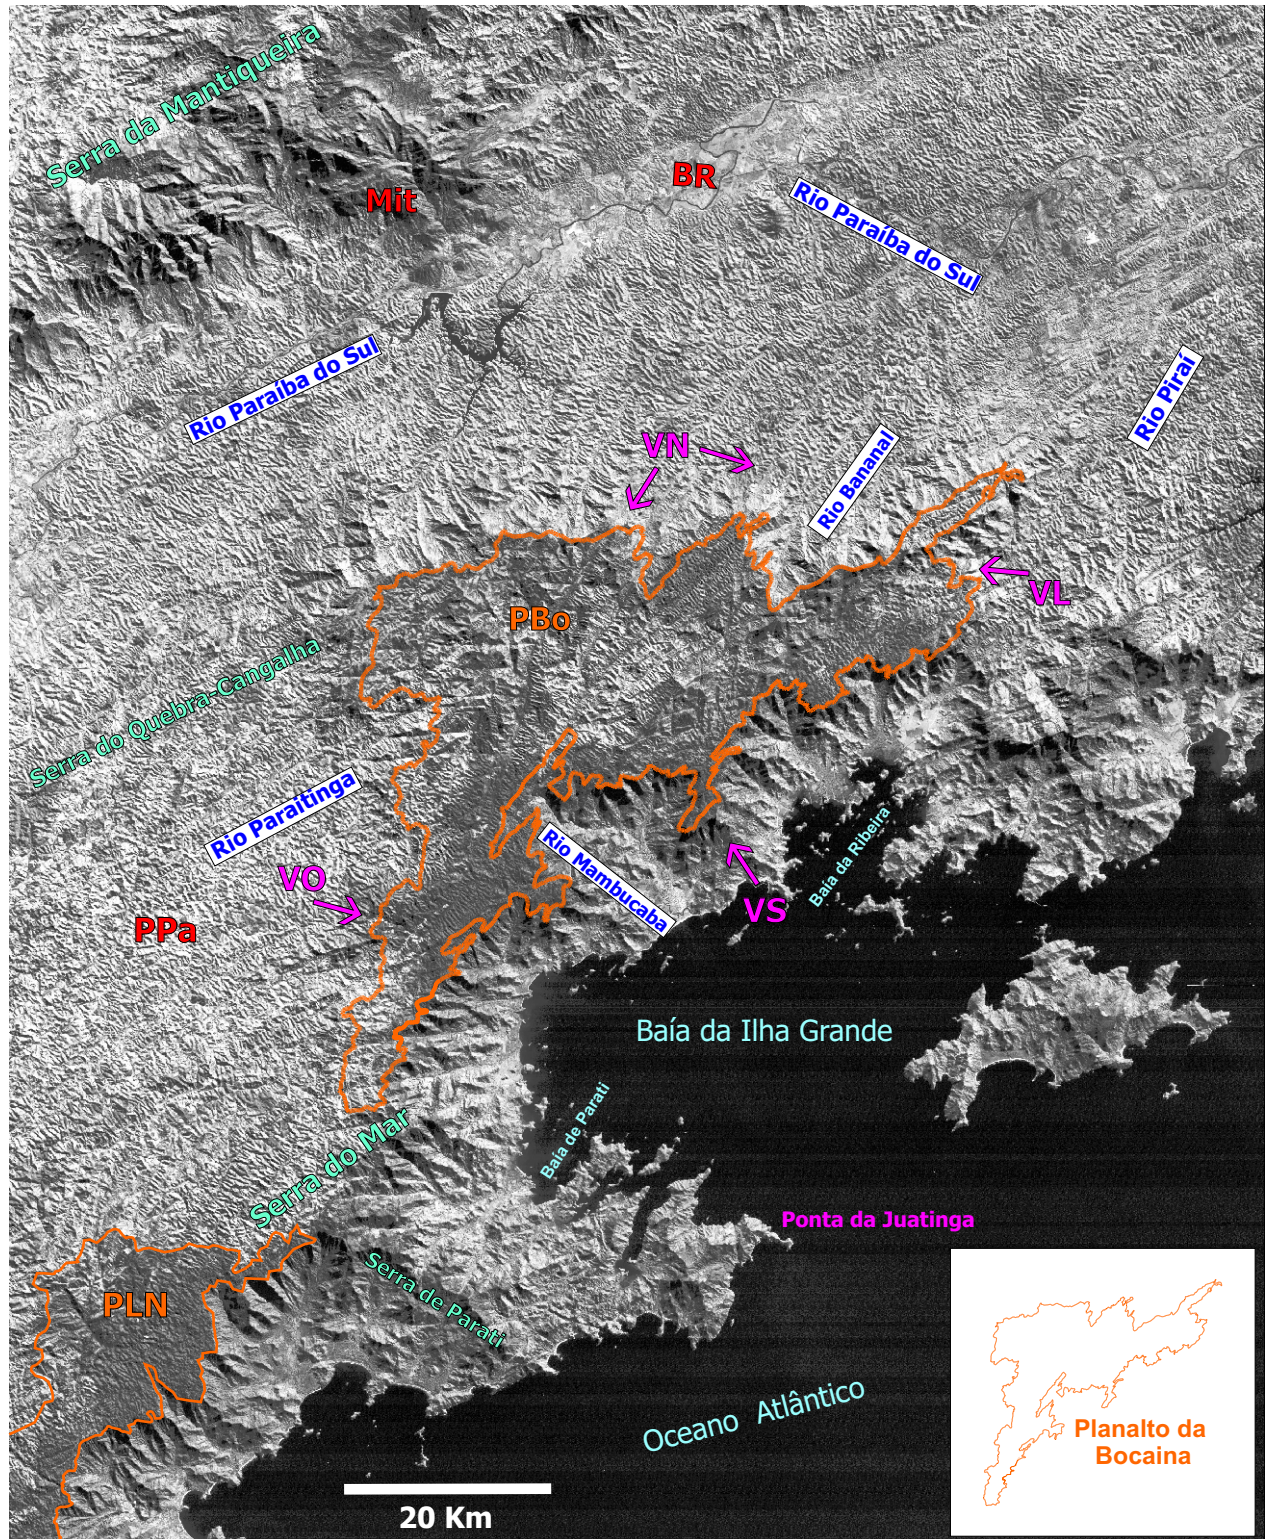 Serra da Mantiqueira
BR
Mit
Rio Paraíba do Sul
Rio Paraíba do Sul
Rio Piraí
VN
Rio Bananal
VL
PBo
Serra do Quebra-Cangalha
Rio Paraitinga
Rio Mambucaba
Baía da Ribeira
VO
VS
PPa
Baía da Ilha Grande
Baía de Parati
Serra do Mar
Ponta da Juatinga
Serra de Parati
PLN
Oceano Atlântico
Planalto da
Bocaina
20 Km